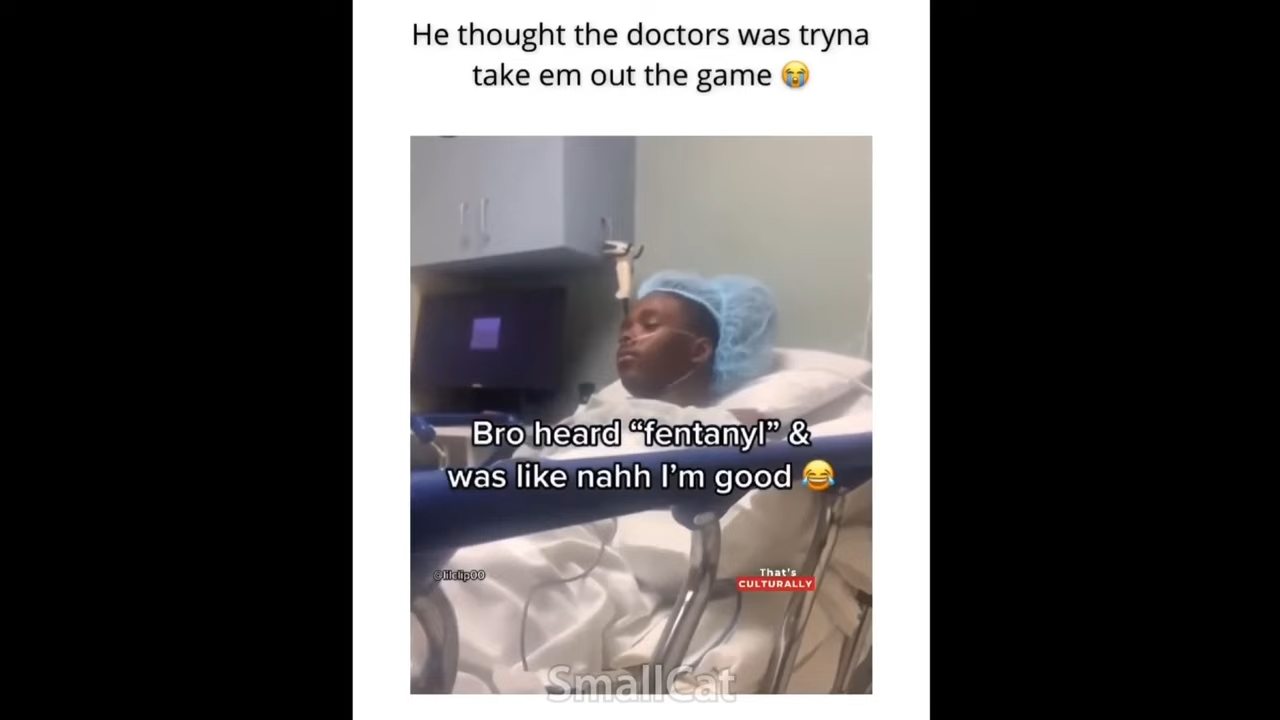 He thought the doctors was tryna
take em out the game 😭
Bro heard “fentanyl” &
was like nahh I’m good 😂
@lilclip00
That's
CULTURALLY
SmallCat